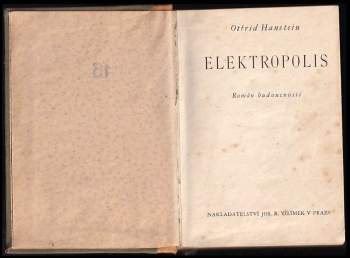 Otfrid Hanstein
ELEKTROPOLIS
Román budoucnosti
NAKLADATELSTVÍ JOS. R. VILÍMEK V PRAZE